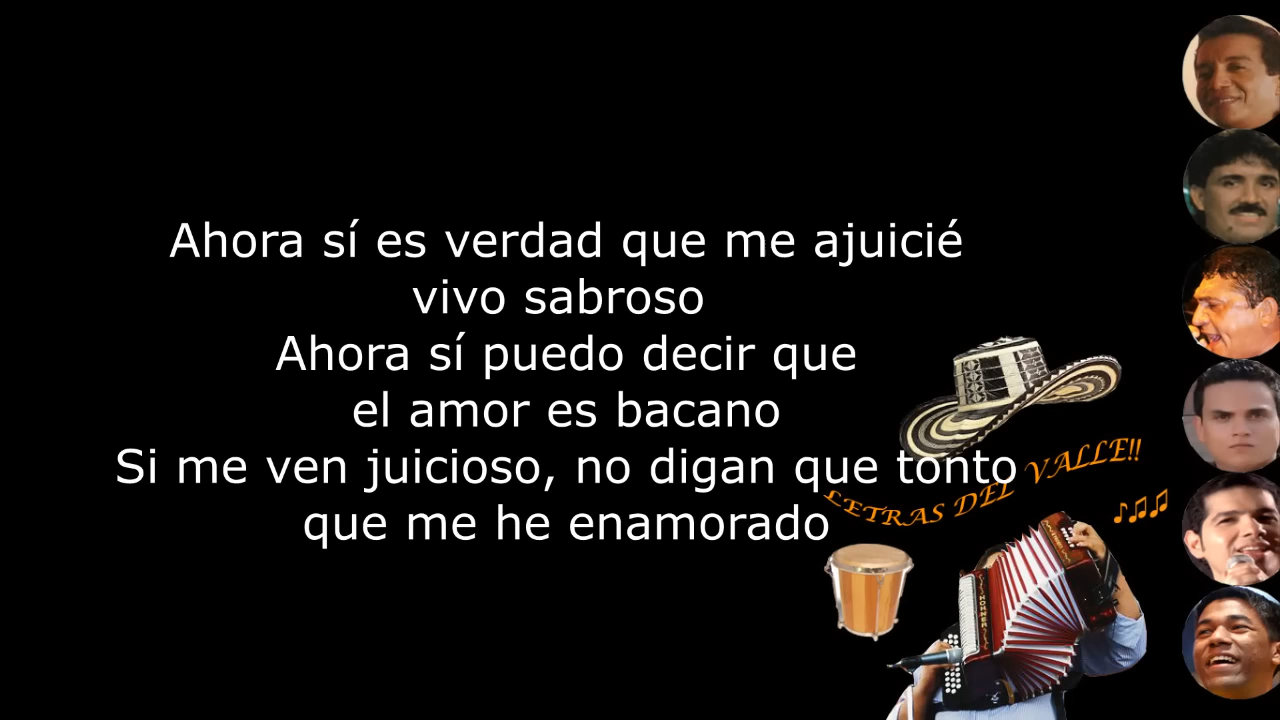 Ahora sí es verdad que me ajuicié
vivo sabroso
Ahora sí puedo decir que
el amor es bacano
Si me ven juicioso, no digan que tonto
que me he enamorado
LETRAS DEL VALLE!!
HOHNER